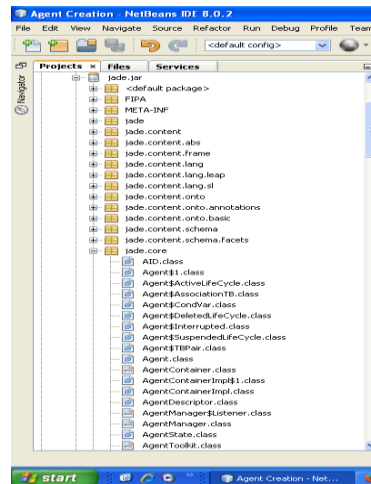 Agent Creation - NetBeans IDE 8.0.2
File Edit View Navigate Source Refactor Run Debug Profile Team
<default config>
Projects × Files Services
Navigator
jade.jar
<default package>
FIPA
META-INF
jade
jade.content
jade.content.abs
jade.content.frame
jade.content.lang
jade.content.lang.leap
jade.content.lang.sl
jade.content.onto
jade.content.onto.annotations
jade.content.onto.basic
jade.content.schema
jade.content.schema.facets
jade.core
AID.class
Agent$1.class
Agent$ActiveLifeCycle.class
Agent$AssociationTB.class
Agent$CondVar.class
Agent$DeletedLifeCycle.class
Agent$Interrupted.class
Agent$SuspendedLifeCycle.class
Agent$TBPair.class
Agent.class
AgentContainer.class
AgentContainerImpl$1.class
AgentContainerImpl.class
AgentDescriptor.class
AgentManager$Listener.class
AgentManager.class
AgentState.class
AgentToolkit.class
start
Agent Creation - Net...